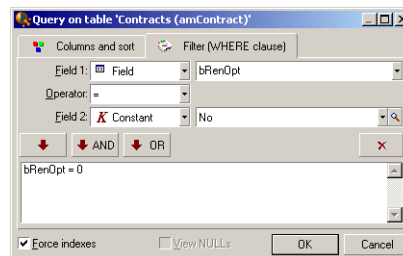 Query on table 'Contracts (amContract)'
Columns and sort Filter (WHERE clause)
Field 1: Field bRenOpt
Operator: =
Field 2: K Constant No
AND OR
bRenOpt = 0
Force indexes View NULLs OK Cancel